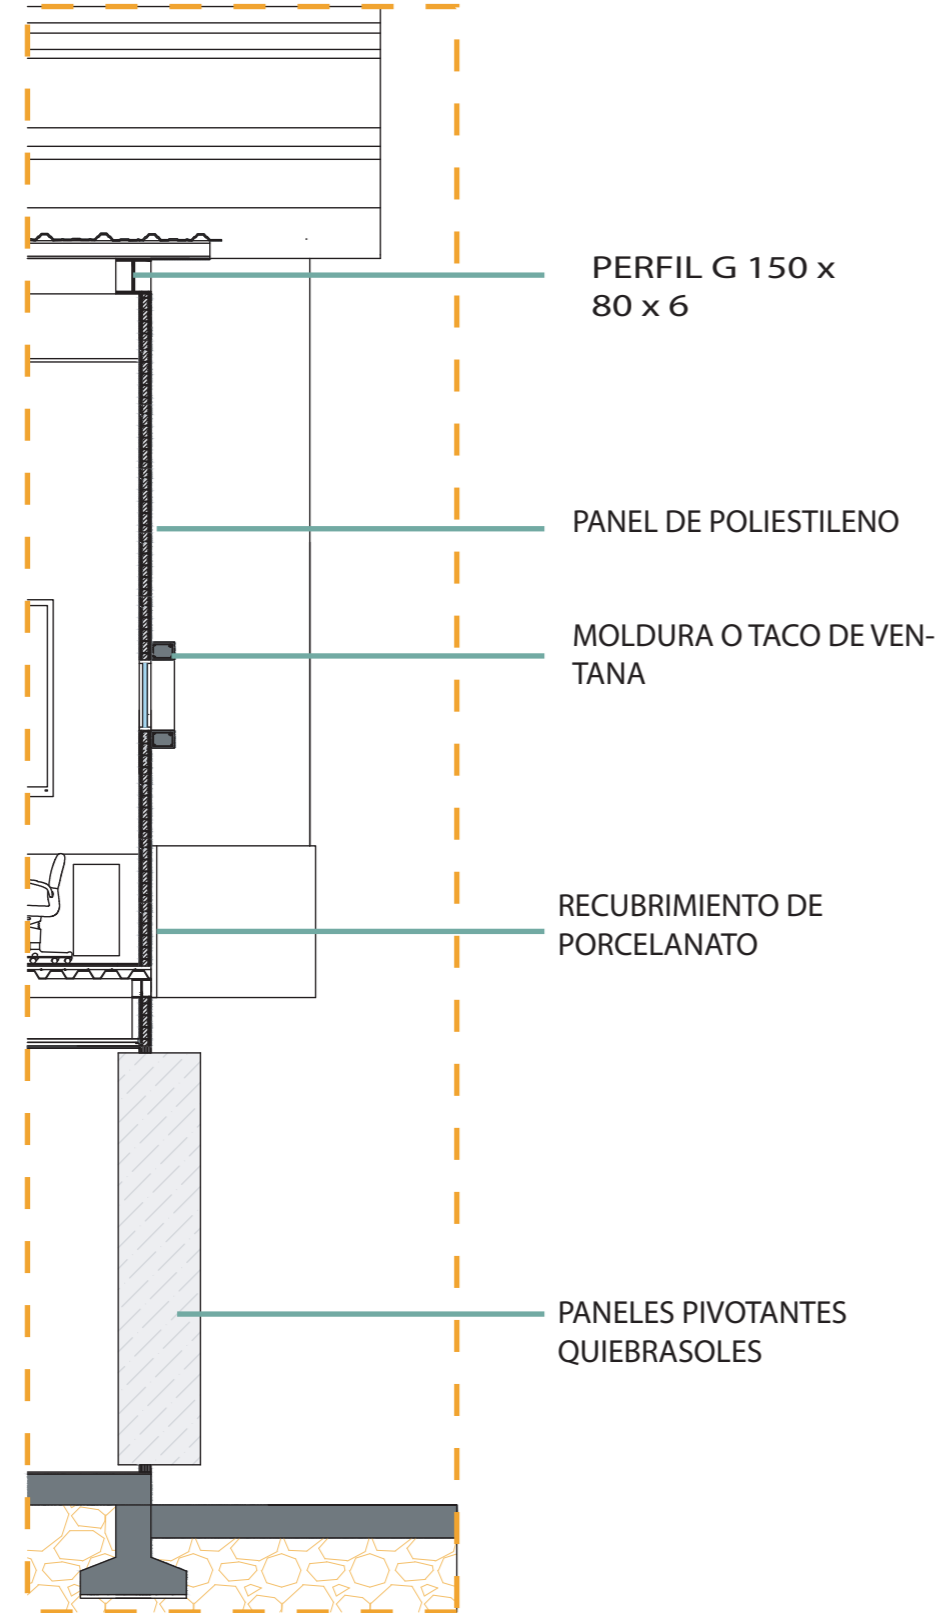 PERFIL G 150 x
80 x 6
PANEL DE POLIESTILENO
MOLDURA O TACO DE VEN-
TANA
RECUBRIMIENTO DE
PORCELANATO
PANELES PIVOTANTES
QUIEBRASOLES